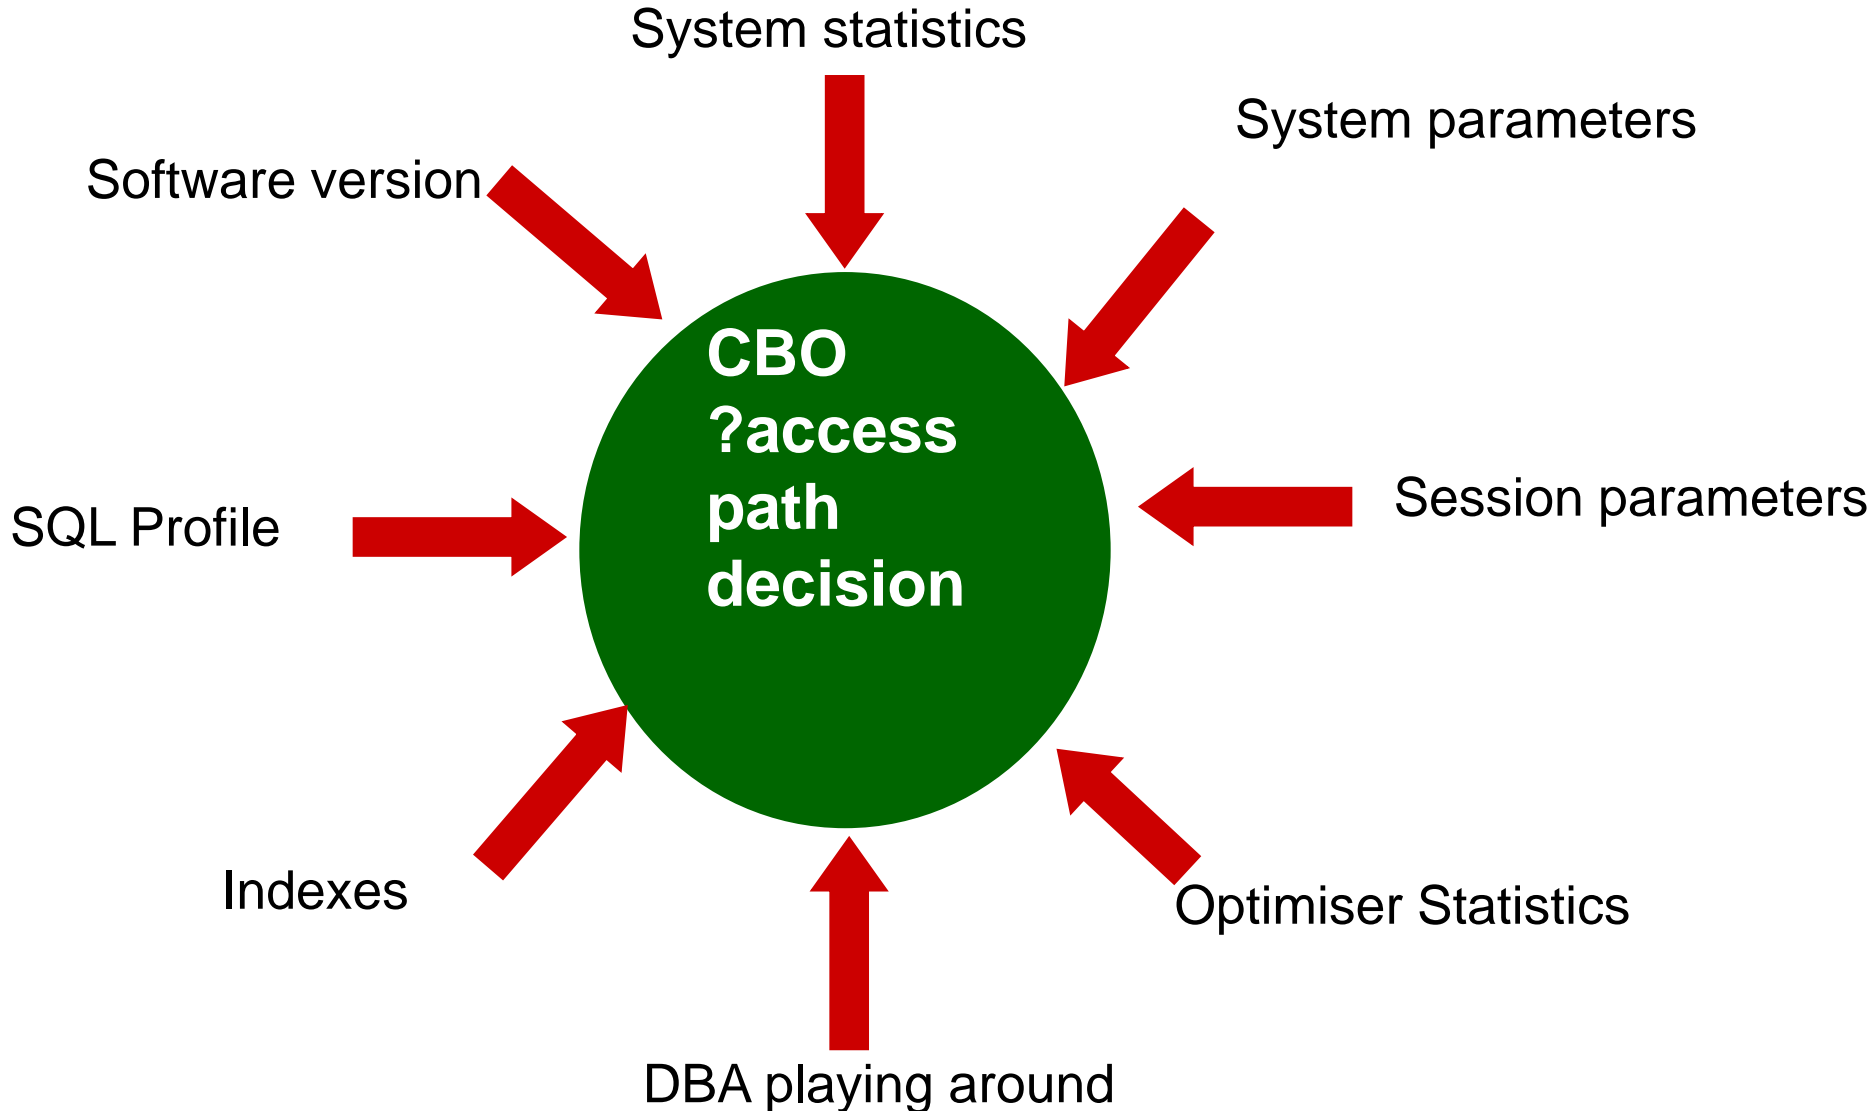 System statistics
System parameters
Software version
CBO
?access
path
decision
Session parameters
SQL Profile
Indexes
Optimiser Statistics
DBA playing around